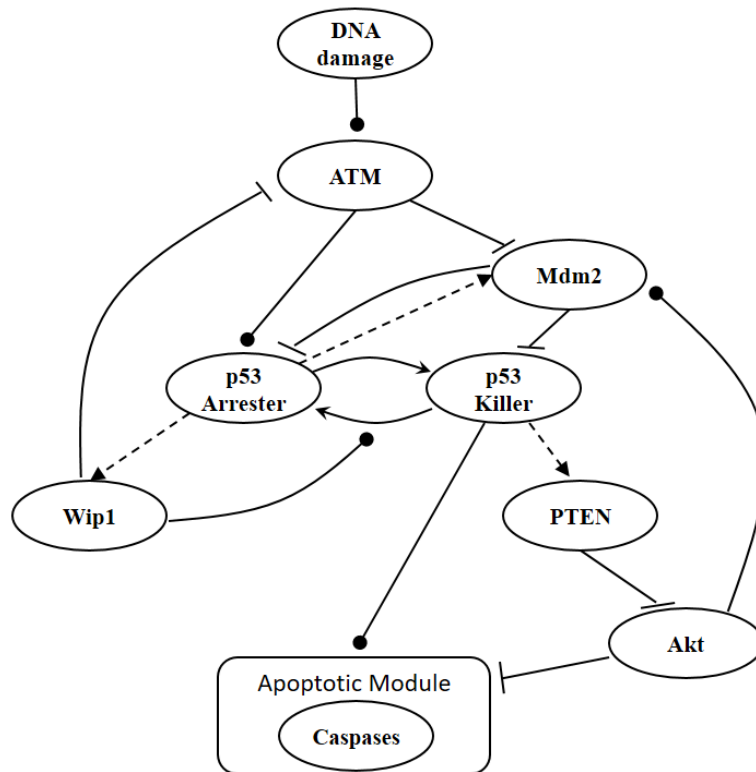 DNA
damage
ATM
Mdm2
p53
Arrester
p53
Killer
Wip1
PTEN
Akt
Apoptotic Module
Caspases